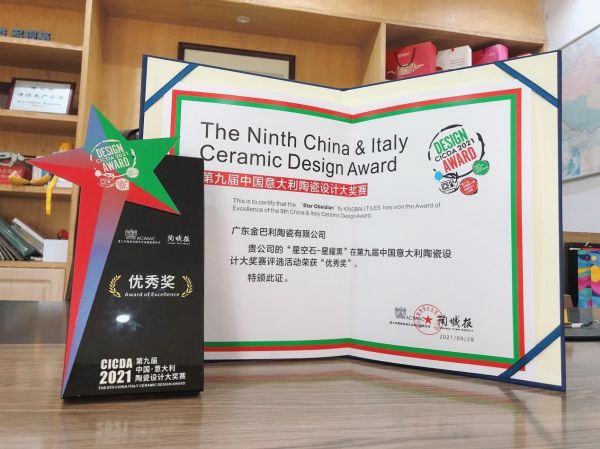 DESIGN
CICDA 2021
AWARD
ACIMAC
陶城报
优秀奖
Award of Excellence
CICDA
2021
第九届
中国·意大利
陶瓷设计大奖赛
THE 9TH CHINA ITALY CERAMIC DESIGN AWARD
The Ninth China & Italy
Ceramic Design Award
第九届中国意大利陶瓷设计大奖赛
DESIGN
CICDA 2021
AWARD
This is to certify that the "Star Obsidian" by KINGBALI TILES has won the Award of
Excellence of the 9th China & Italy Ceramic Design Award.
广东金巴利陶瓷有限公司
贵公司的“星空石-星耀黑”在第九届中国意大利陶瓷设
计大奖赛评选活动荣获“优秀奖”。
特颁此证。
ACIMAC
陶城报
2021/09/28